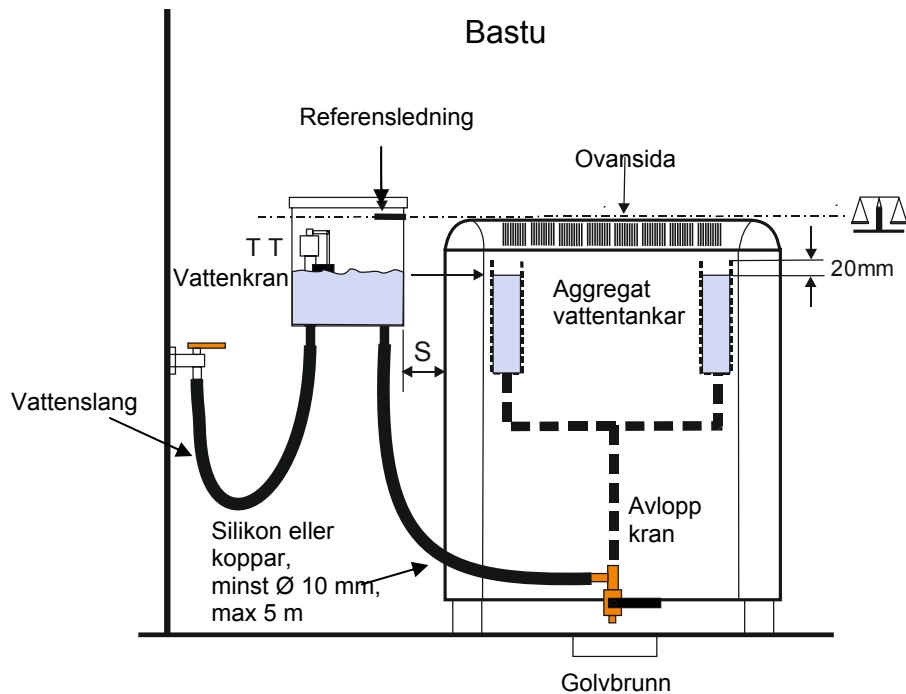 Bastu
Referensledning
Ovansida
T T
Vattenkran
20mm
Aggregat
vattentankar
S
Vattenslang
Silikon eller
koppar,
minst Ø 10 mm,
max 5 m
Avlopp
kran
Golvbrunn